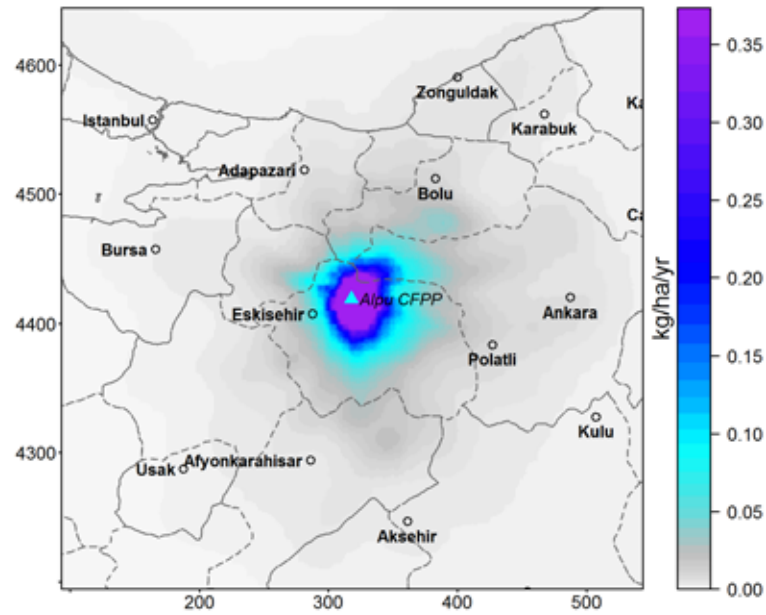 4600
4500
4400
4300
200
300
400
500
Zonguldak
Istanbul
Karabuk
Ka
Adapazari
Bolu
Ca
Bursa
Alpu CFPP
Eskisehir
Ankara
Polatli
Kulu
Usak
Afyonkarahisar
Aksehir
0.35
0.30
0.25
0.20
0.15
0.10
0.05
0.00
kg/ha/yr